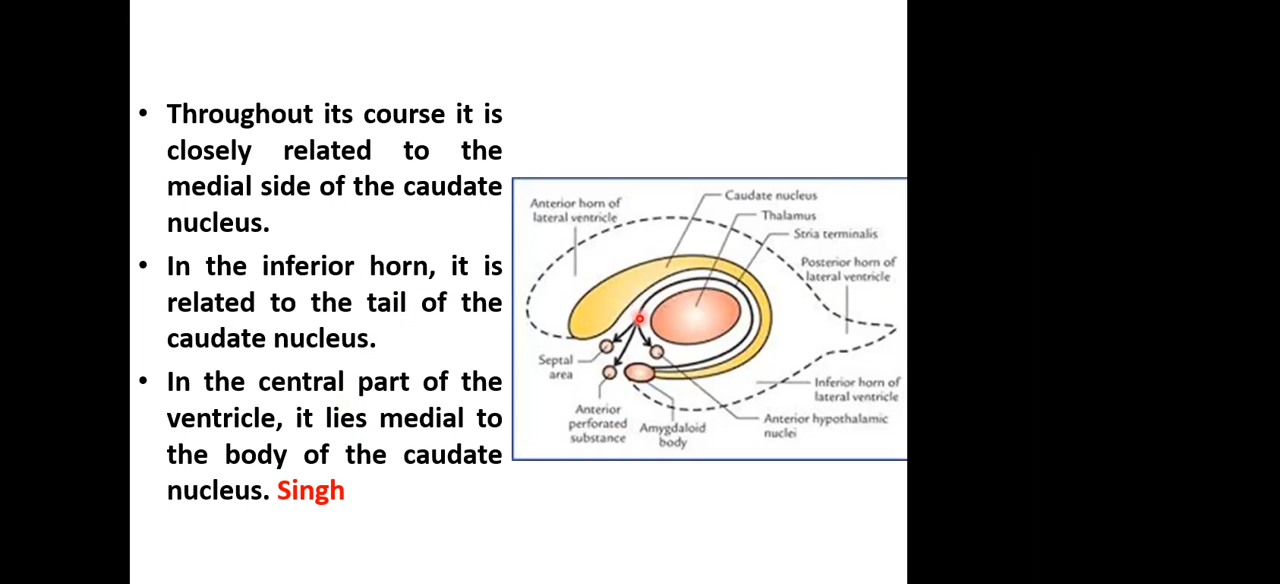 • Throughout its course it is
closely related to the
medial side of the caudate
nucleus.
• In the inferior horn, it is
related to the tail of the
caudate nucleus.
• In the central part of the
ventricle, it lies medial to
the body of the caudate
nucleus. Singh
Anterior horn of
lateral ventricle
Caudate nucleus
Thalamus
Stria terminalis
Posterior horn of
lateral ventricle
Septal
area
Anterior
perforated
substance
Amygdaloid
body
Inferior horn of
lateral ventricle
Anterior hypothalamic
nuclei